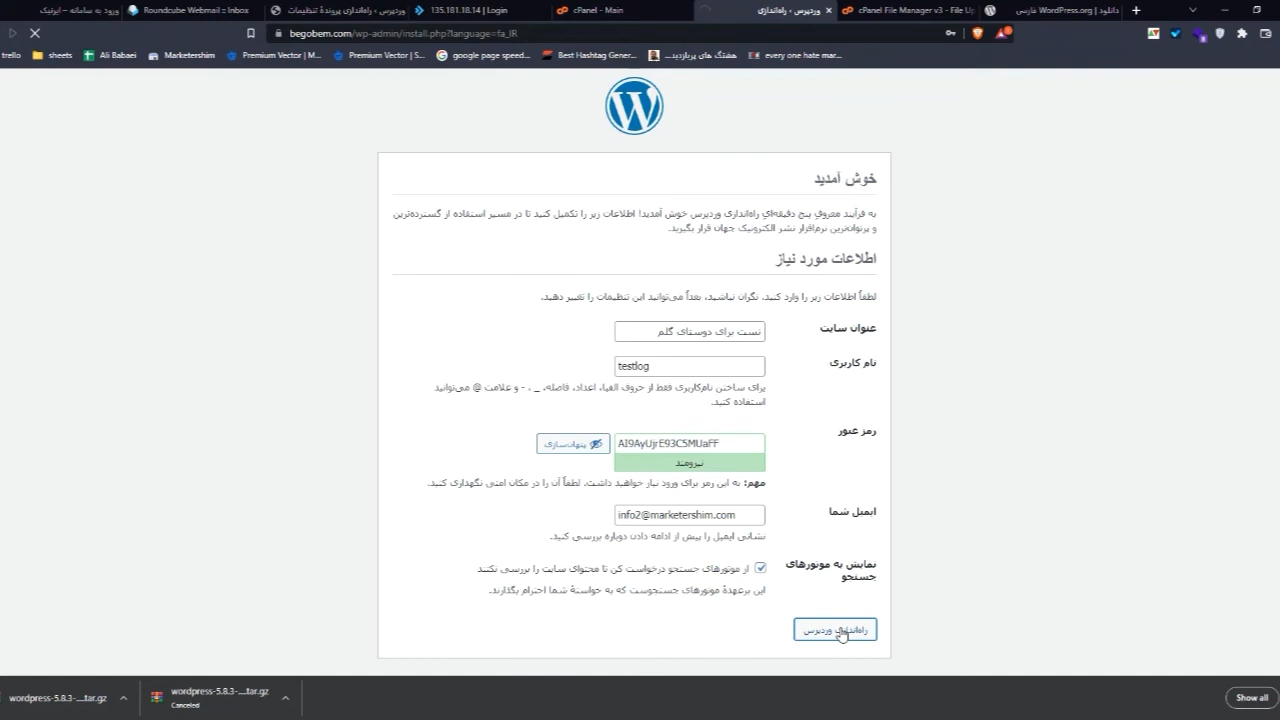 ورود به سامانه – ایرنیک
Roundcube Webmail :: Inbox
وردپرس › راه‌اندازی پروندهٔ تنظیمات
135.181.18.14 | Login
cPanel - Main
وردپرس › راه‌اندازی
cPanel File Manager v3 - File Up
دانلود | WordPress.org فارسی
begobem.com/wp-admin/install.php?language=fa_IR
trello
sheets
Ali Babaei
Marketershim
Premium Vector | M...
Premium Vector | S...
google page speed...
Best Hashtag Gener...
هشتگ های پربازدید...
every one hate mar...
خوش آمدید
به فرآیند معروف پنج دقیقه‌ای راه‌اندازی وردپرس خوش آمدید! اطلاعات زیر را تکمیل کنید تا در مسیر استفاده از گسترده‌ترین
و پرتوان‌ترین نرم‌افزار نشر الکترونیک جهان قرار بگیرید.
اطلاعات مورد نیاز
لطفاً اطلاعات زیر را وارد کنید. نگران نباشید، بعداً می‌توانید این تنظیمات را تغییر دهید.
عنوان سایت
تست برای دوستای گلم
نام کاربری
testlog
برای ساختن نام‌کاربری فقط از حروف الفبا، اعداد، فاصله، _ ، - و علامت @ می‌توانید
استفاده کنید.
رمز عبور
AI9AyUjrE93C5MUaFF
پنهان‌سازی
نیرومند
مهم: به این رمز برای ورود نیاز خواهید داشت. لطفاً آن را در مکان امنی نگهداری کنید.
ایمیل شما
info2@marketershim.com
نشانی ایمیل را پیش از ادامه دادن دوباره بررسی کنید.
نمایش به موتورهای
جستجو
از موتورهای جستجو درخواست کن تا محتوای سایت را بررسی نکنند
این برعهدهٔ موتورهای جستجوست که به خواستهٔ شما احترام بگذارند.
راه‌اندازی وردپرس
wordpress-5.8.3-....tar.gz
wordpress-5.8.3-....tar.gz
Canceled
Show all